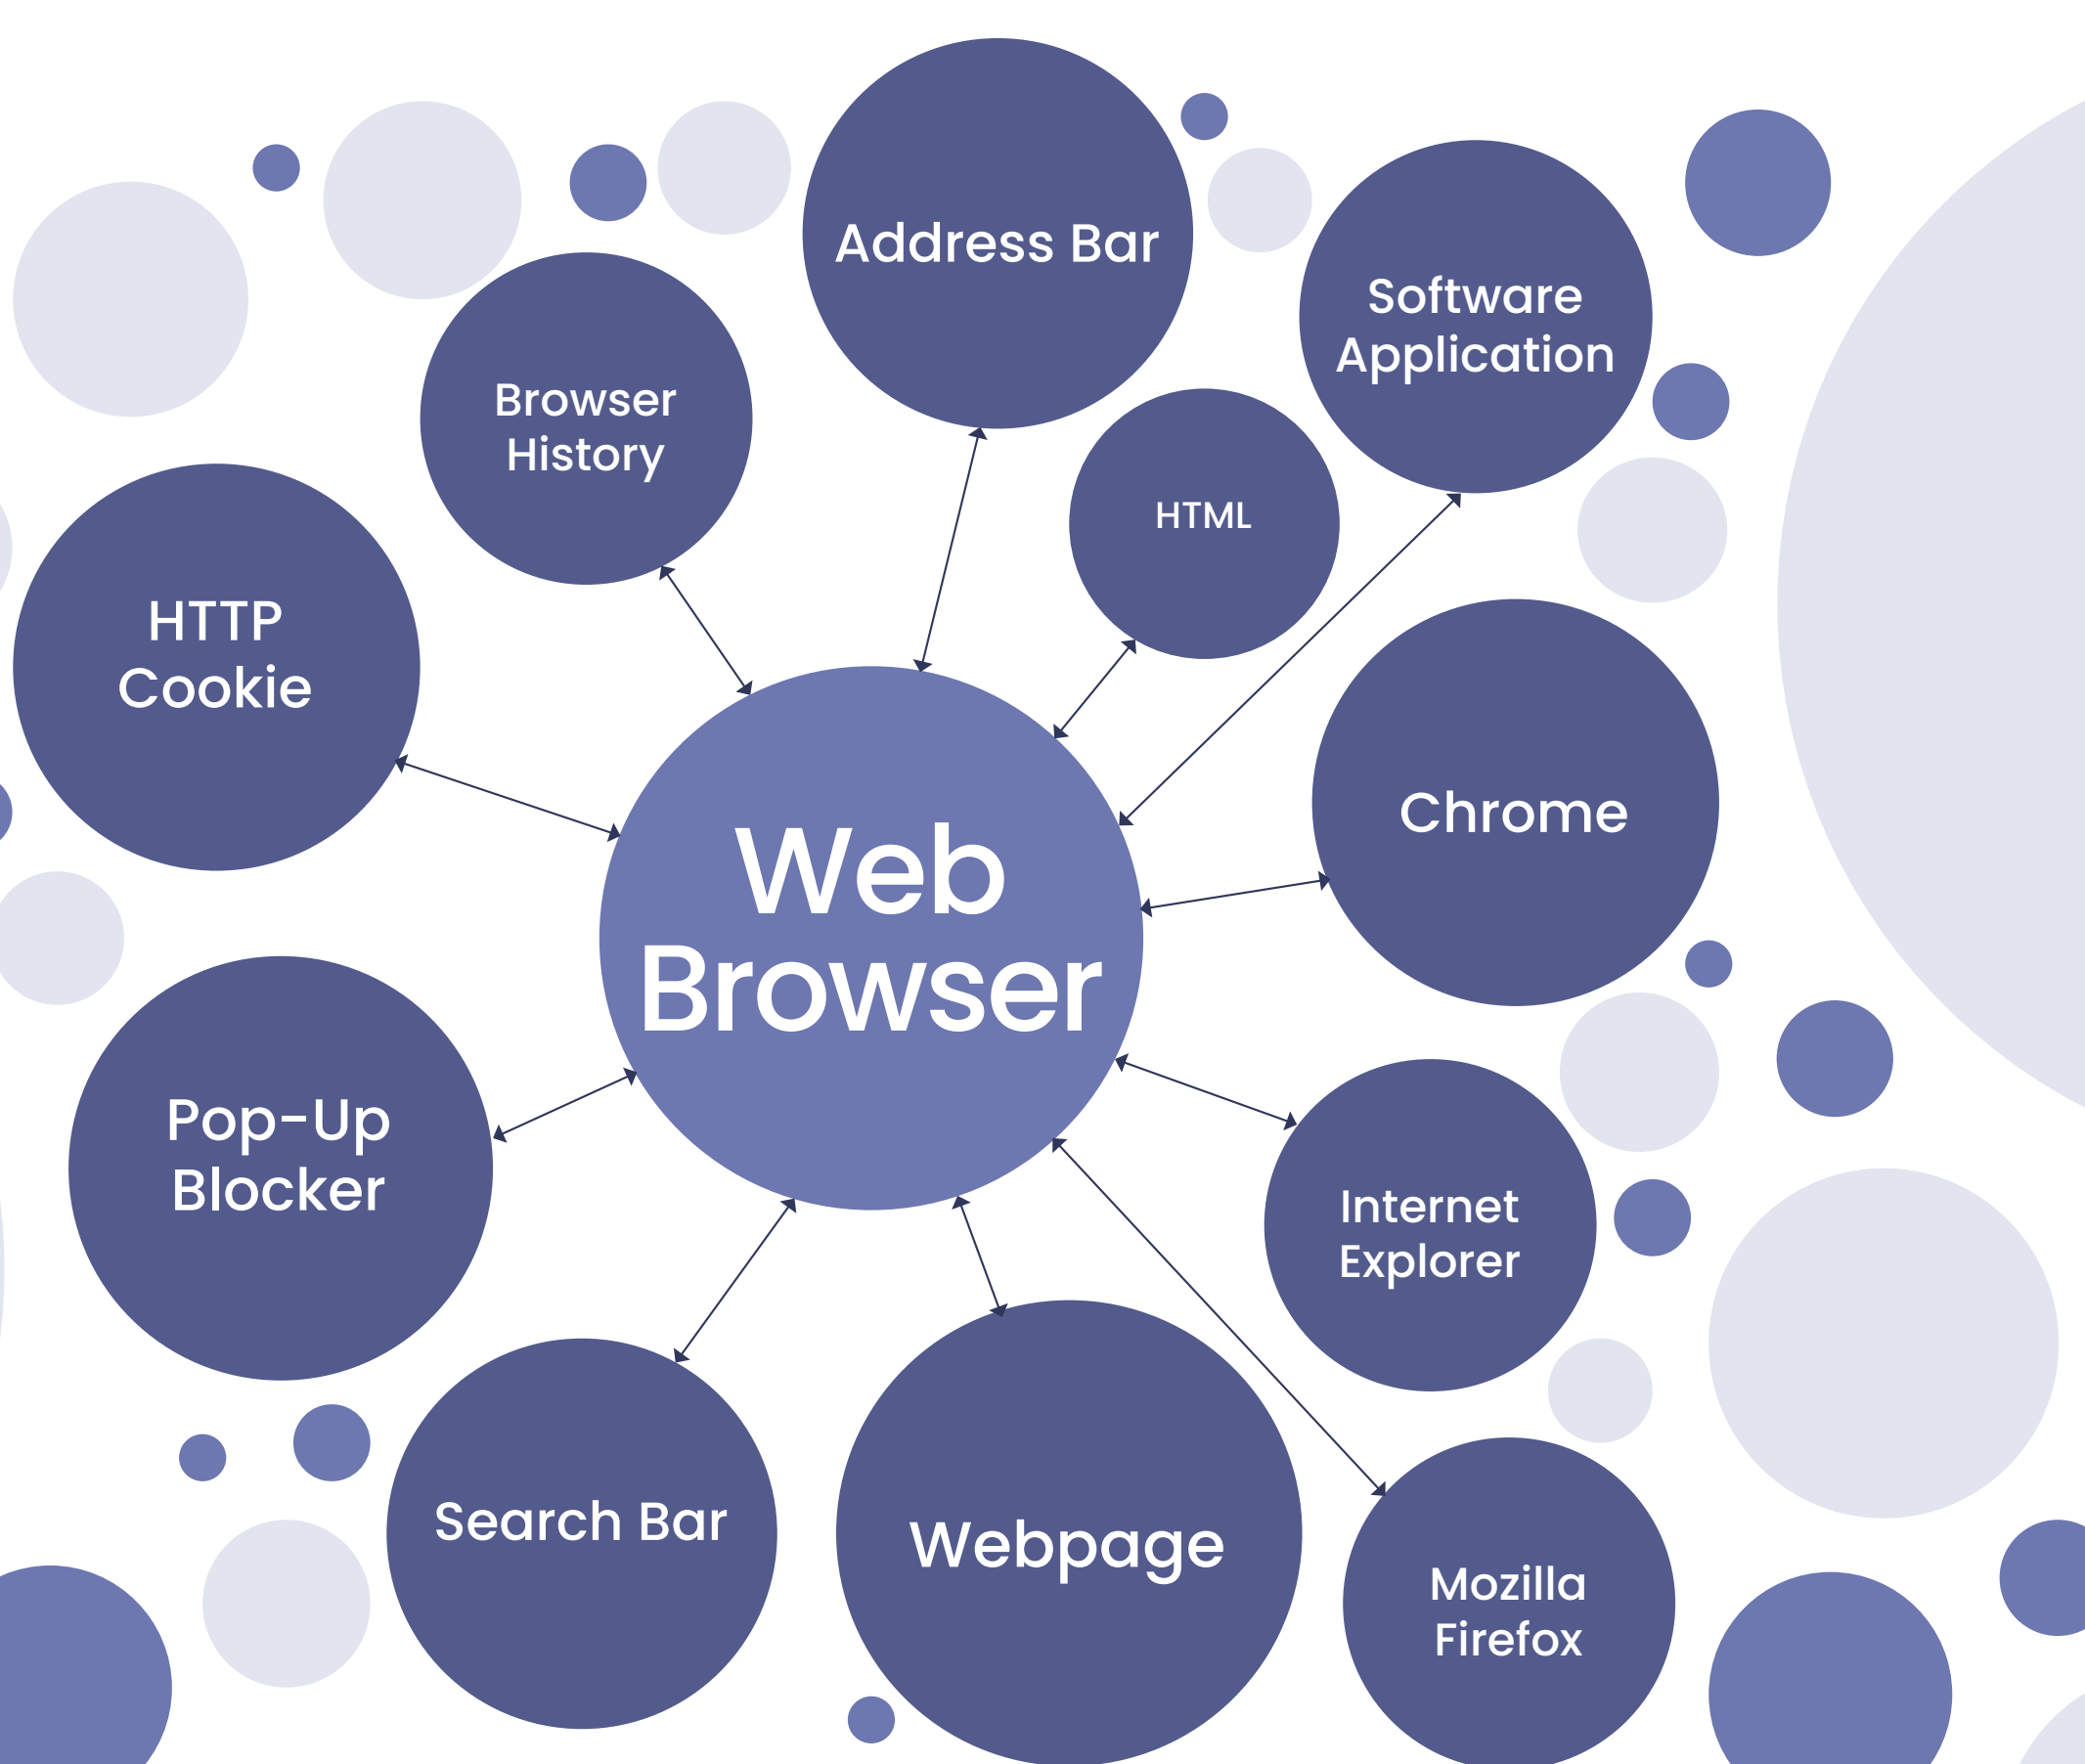 Address Bar
Software
Application
Browser
History
HTML
HTTP
Cookie
Chrome
Web
Browser
Pop-Up
Blocker
Internet
Explorer
Search Bar
Webpage
Mozilla
Firefox